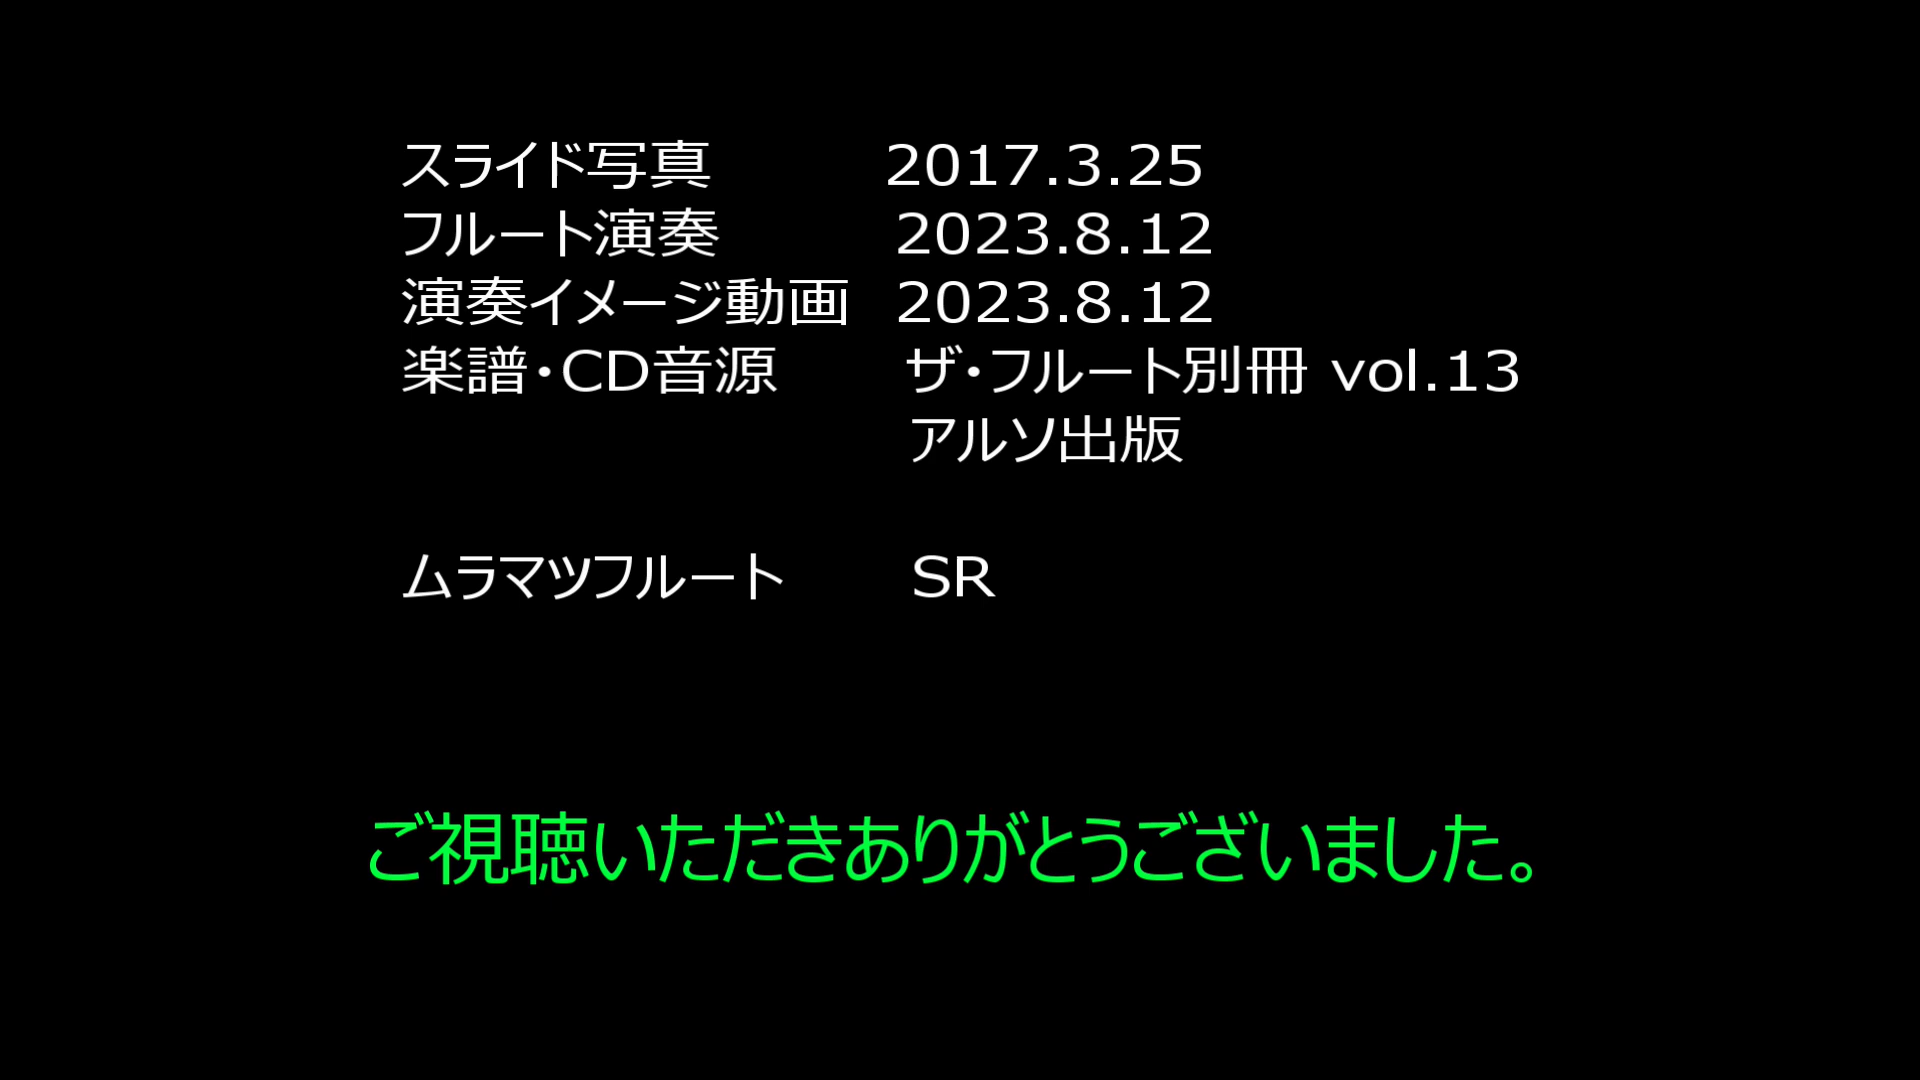 スライド写真 2017.3.25
フルート演奏 2023.8.12
演奏イメージ動画 2023.8.12
楽譜・CD音源 ザ・フルート別冊 vol.13
アルソ出版
ムラマツフルート SR
ご視聴いただきありがとうございました。